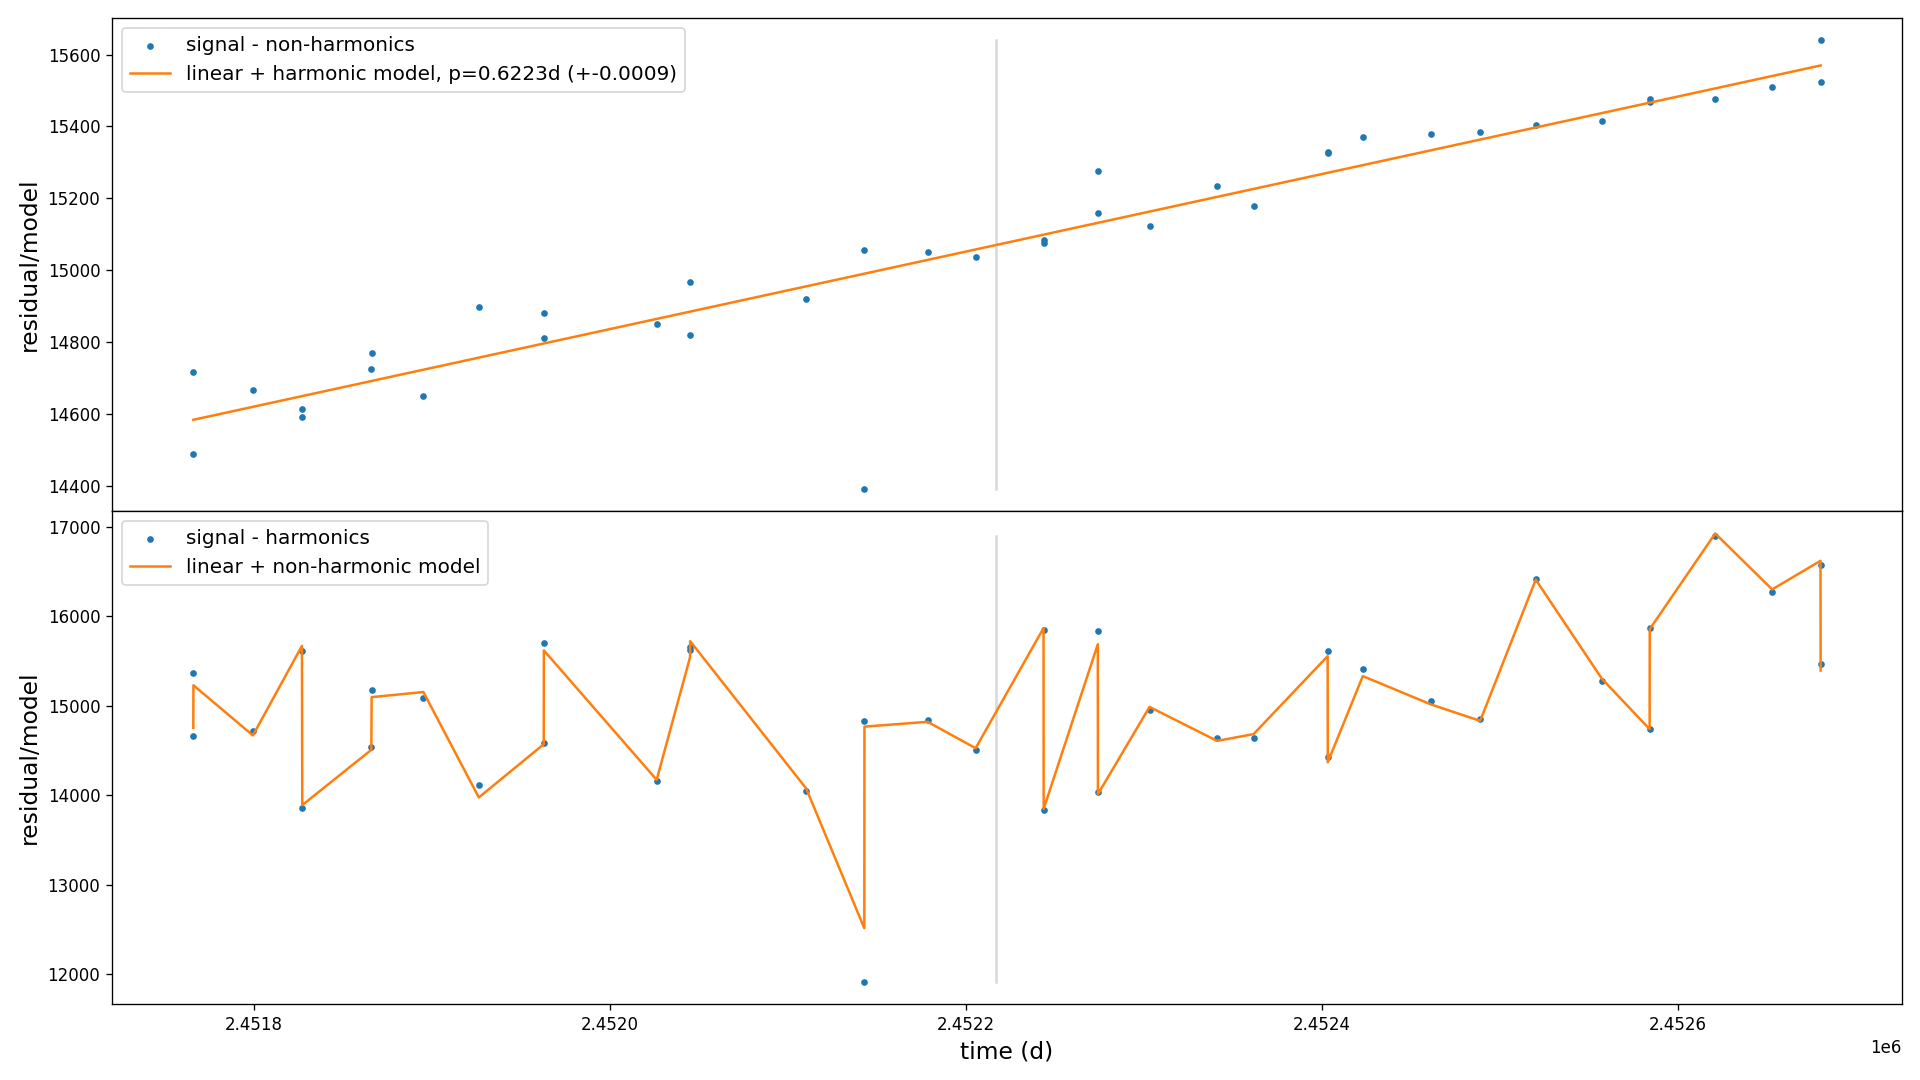 signal - non-harmonics
linear + harmonic model, p=0.6223d (+-0.0009)
15600
15400
15200
15000
14800
14600
14400
residual/model
signal - harmonics
linear + non-harmonic model
17000
16000
15000
14000
13000
12000
residual/model
2.4518 2.4520 2.4522 2.4524 2.4526
time (d)
1e6